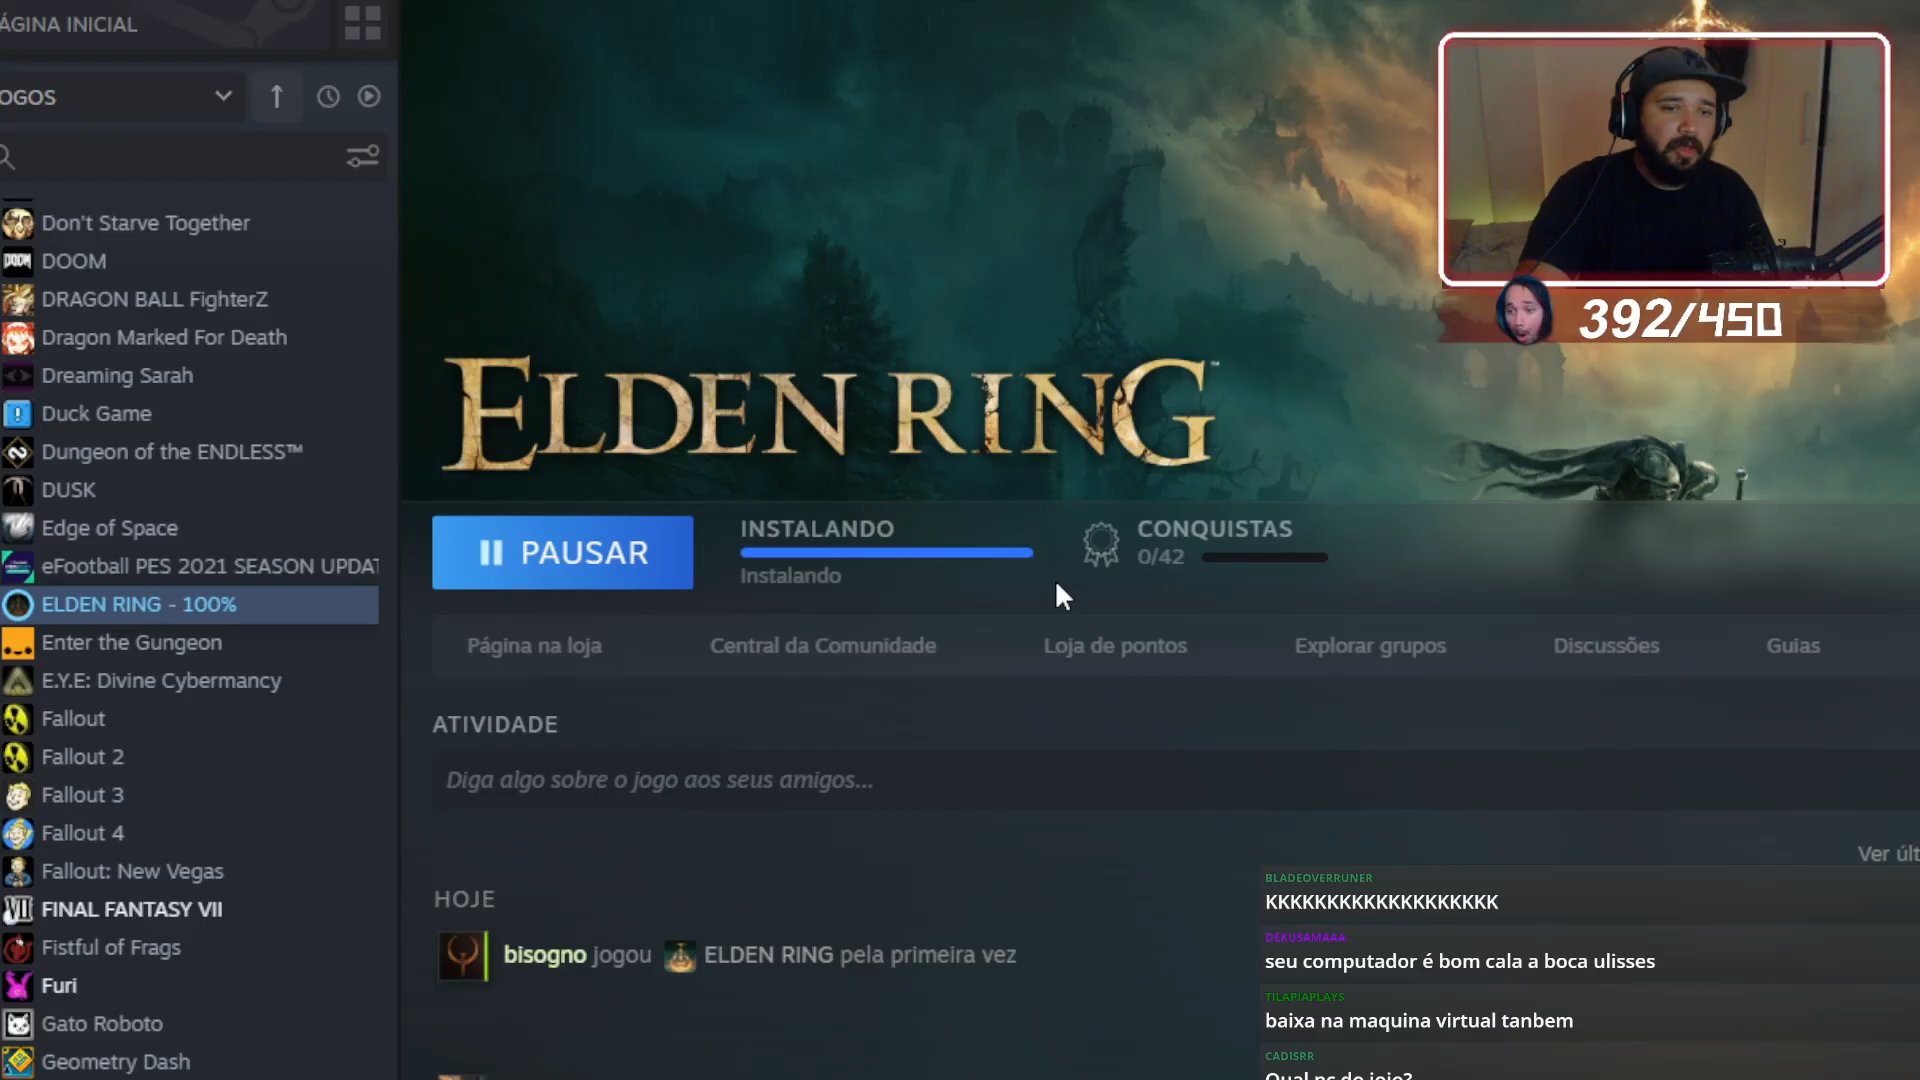 ÁGINA INICIAL
OGOS
Don't Starve Together
DOOM
DRAGON BALL FighterZ
Dragon Marked For Death
Dreaming Sarah
Duck Game
Dungeon of the ENDLESS™
DUSK
Edge of Space
eFootball PES 2021 SEASON UPDAT
ELDEN RING - 100%
Enter the Gungeon
E.Y.E: Divine Cybermancy
Fallout
Fallout 2
Fallout 3
Fallout 4
Fallout: New Vegas
FINAL FANTASY VII
Fistful of Frags
Furi
Gato Roboto
Geometry Dash
392/450
ELDEN RING™
PAUSAR
INSTALANDO
Instalando
CONQUISTAS
0/42
Página na loja
Central da Comunidade
Loja de pontos
Explorar grupos
Discussões
Guias
ATIVIDADE
Diga algo sobre o jogo aos seus amigos...
Ver últ
HOJE
bisogno jogou ELDEN RING pela primeira vez
BLADEOVERRUNER
KKKKKKKKKKKKKKKKKKK
DEKUSAMAAA
seu computador é bom cala a boca ulisses
TILAPIAPLAYS
baixa na maquina virtual tanbem
CADISRR
Qual pc do jojo?